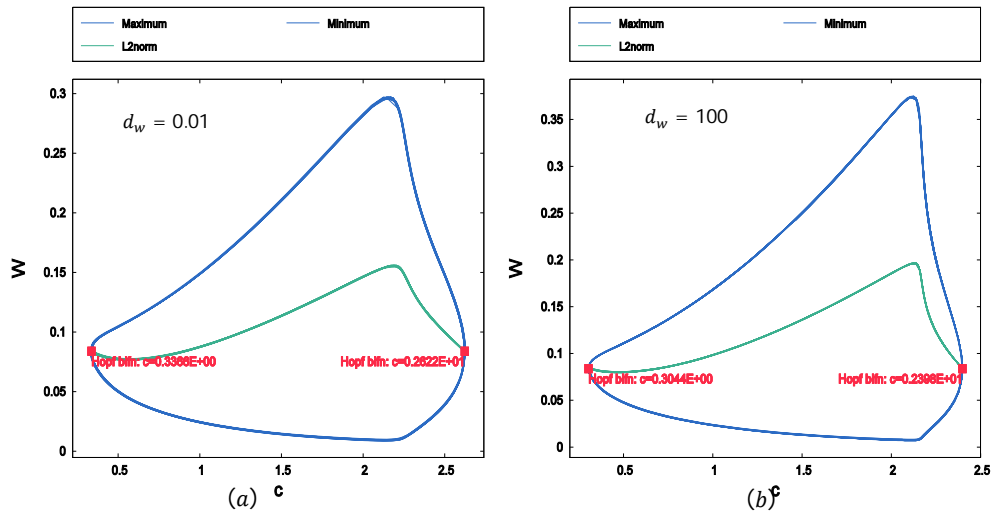 Maximum Minimum
L2norm
Maximum Minimum
L2norm
d_w = 0.01
0.3
0.25
0.2
0.15
0.1
0.05
0
W
Hopf bifn: c=0.3366E+00
Hopf bifn: c=0.2622E+01
0.5 1 1.5 2 2.5
c
(a)
d_w = 100
0.35
0.3
0.25
0.2
0.15
0.1
0.05
0
W
Hopf bifn: c=0.3044E+00
Hopf bifn: c=0.2398E+01
0.5 1 1.5 2 2.5
c
(b)